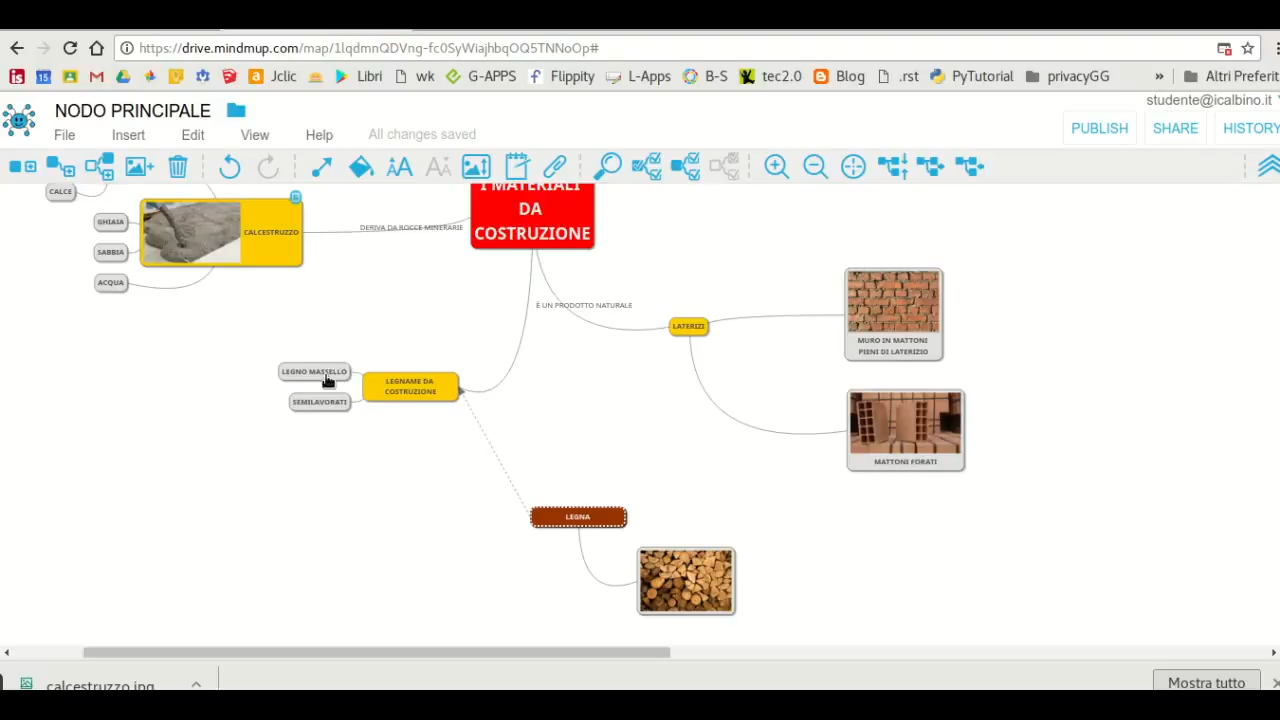 https://drive.mindmup.com/map/1lqdmnQDVng-fc0SyWiajhbqOQ5TNNoOp#
Jclic Libri wk G-APPS Flippity L-Apps B-S tec2.0 Blog .rst PyTutorial privacyGG » Altri Preferit
NODO PRINCIPALE
student@icalbino.it
File Insert Edit View Help All changes saved
PUBLISH SHARE HISTORY
I MATERIALI
DA
COSTRUZIONE
CALCE
GHIAIA
SABBIA
ACQUA
CALCESTRUZZO
DERIVA DA ROCCE MINERARIE
È UN PRODOTTO NATURALE
LATERIZI
MURO IN MATTONI
PIENI DI LATERIZIO
MATTONI FORATI
LEGNO MASSELLO
SEMILAVORATI
LEGNAME DA
COSTRUZIONE
LEGNA
calcestruzzo.jpg
Mostra tutto